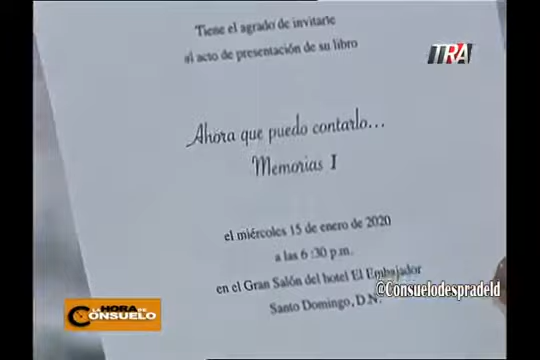 Tiene el agrado de invitarle
al acto de presentación de su libro
TRA
Ahora que puedo contarlo...
Memorias I
el miércoles 15 de enero de 2020
a las 6:30 p.m.
en el Gran Salón del hotel El Embajador
@Consuelodespradeld
Santo Domingo, D.N.
LA HORA DE
CONSUELO